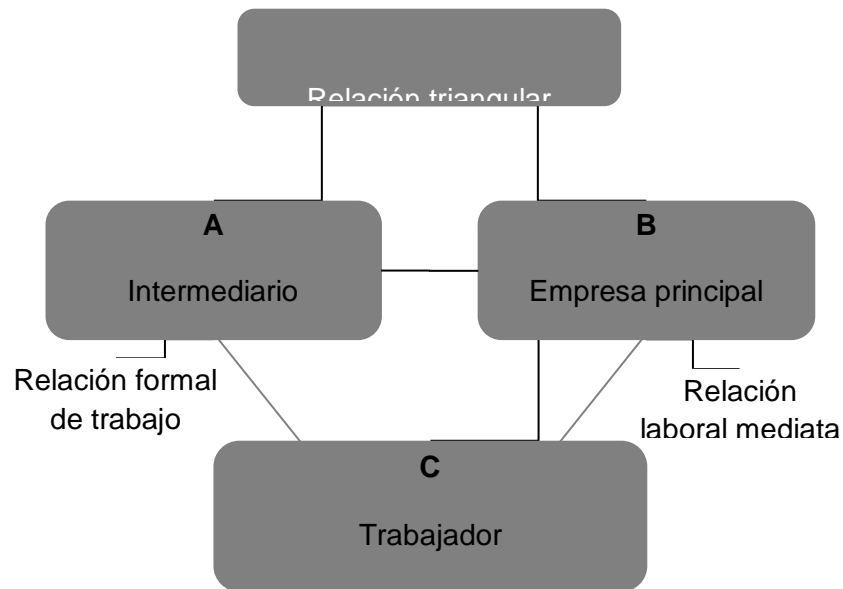 Relación triangular
A
Intermediario
B
Empresa principal
Relación formal
de trabajo
Relación
laboral mediata
C
Trabajador